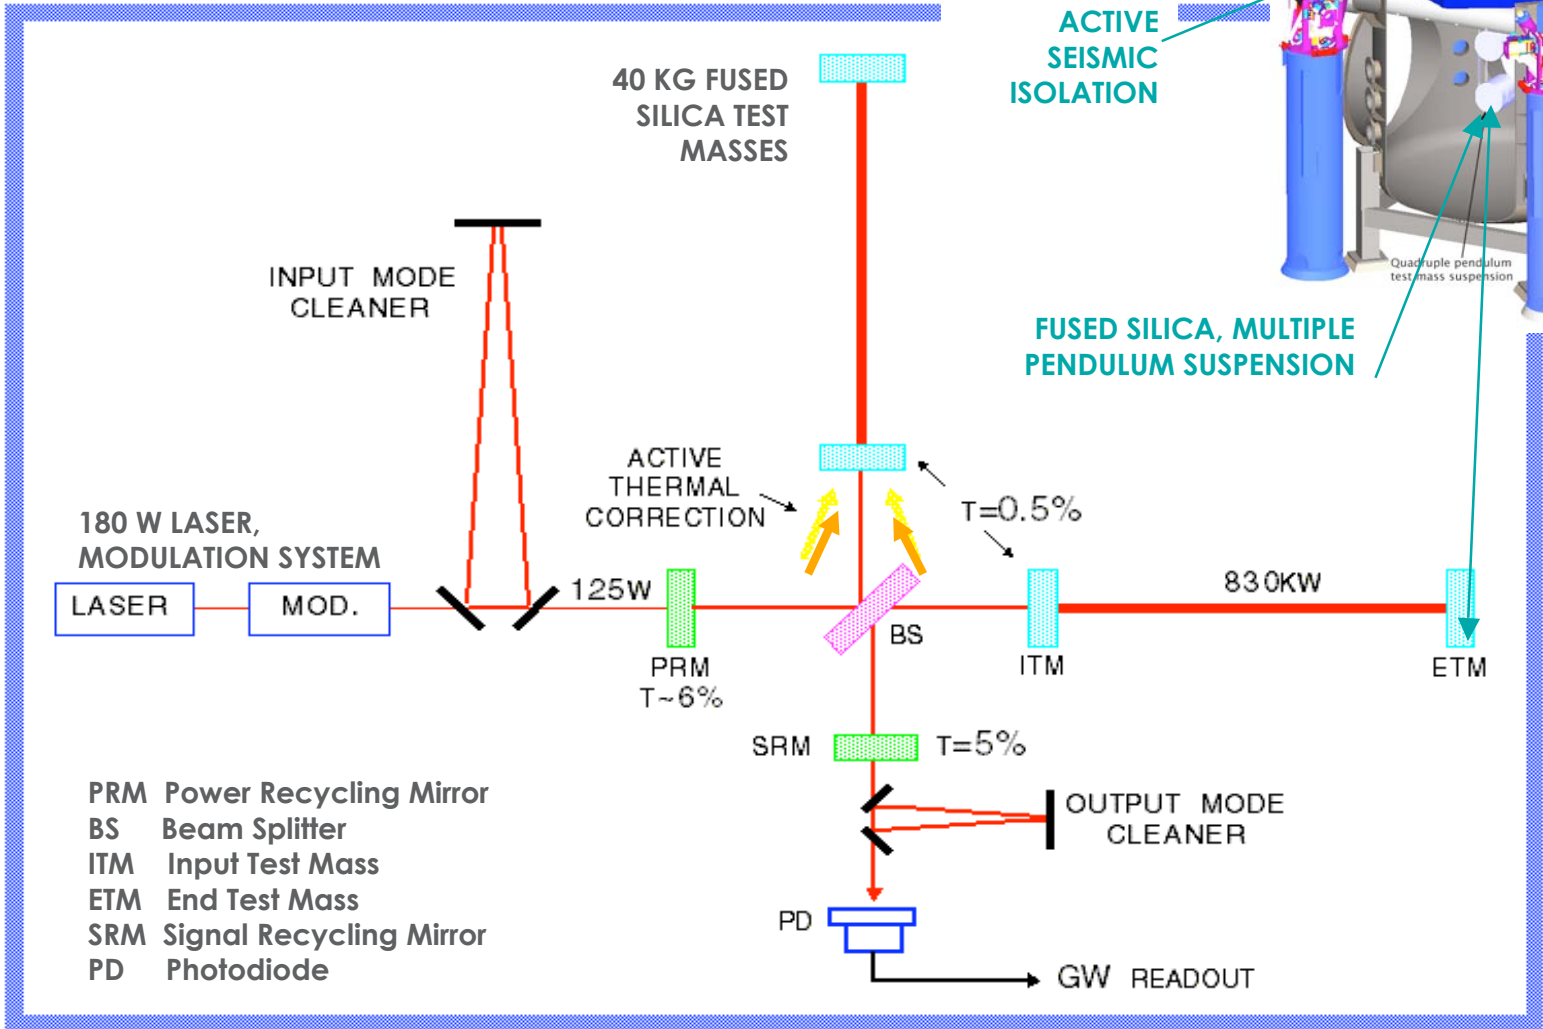 ACTIVE
SEISMIC
ISOLATION
40 KG FUSED
SILICA TEST
MASSES
Quadruple pendulum
test mass suspension
INPUT MODE
CLEANER
FUSED SILICA, MULTIPLE
PENDULUM SUSPENSION
ACTIVE
THERMAL
CORRECTION
T=0.5%
180 W LASER,
MODULATION SYSTEM
LASER
MOD.
125W
830KW
BS
PRM
T~6%
ITM
ETM
SRM
T=5%
PRM Power Recycling Mirror
BS Beam Splitter
ITM Input Test Mass
ETM End Test Mass
SRM Signal Recycling Mirror
PD Photodiode
OUTPUT MODE
CLEANER
PD
GW READOUT